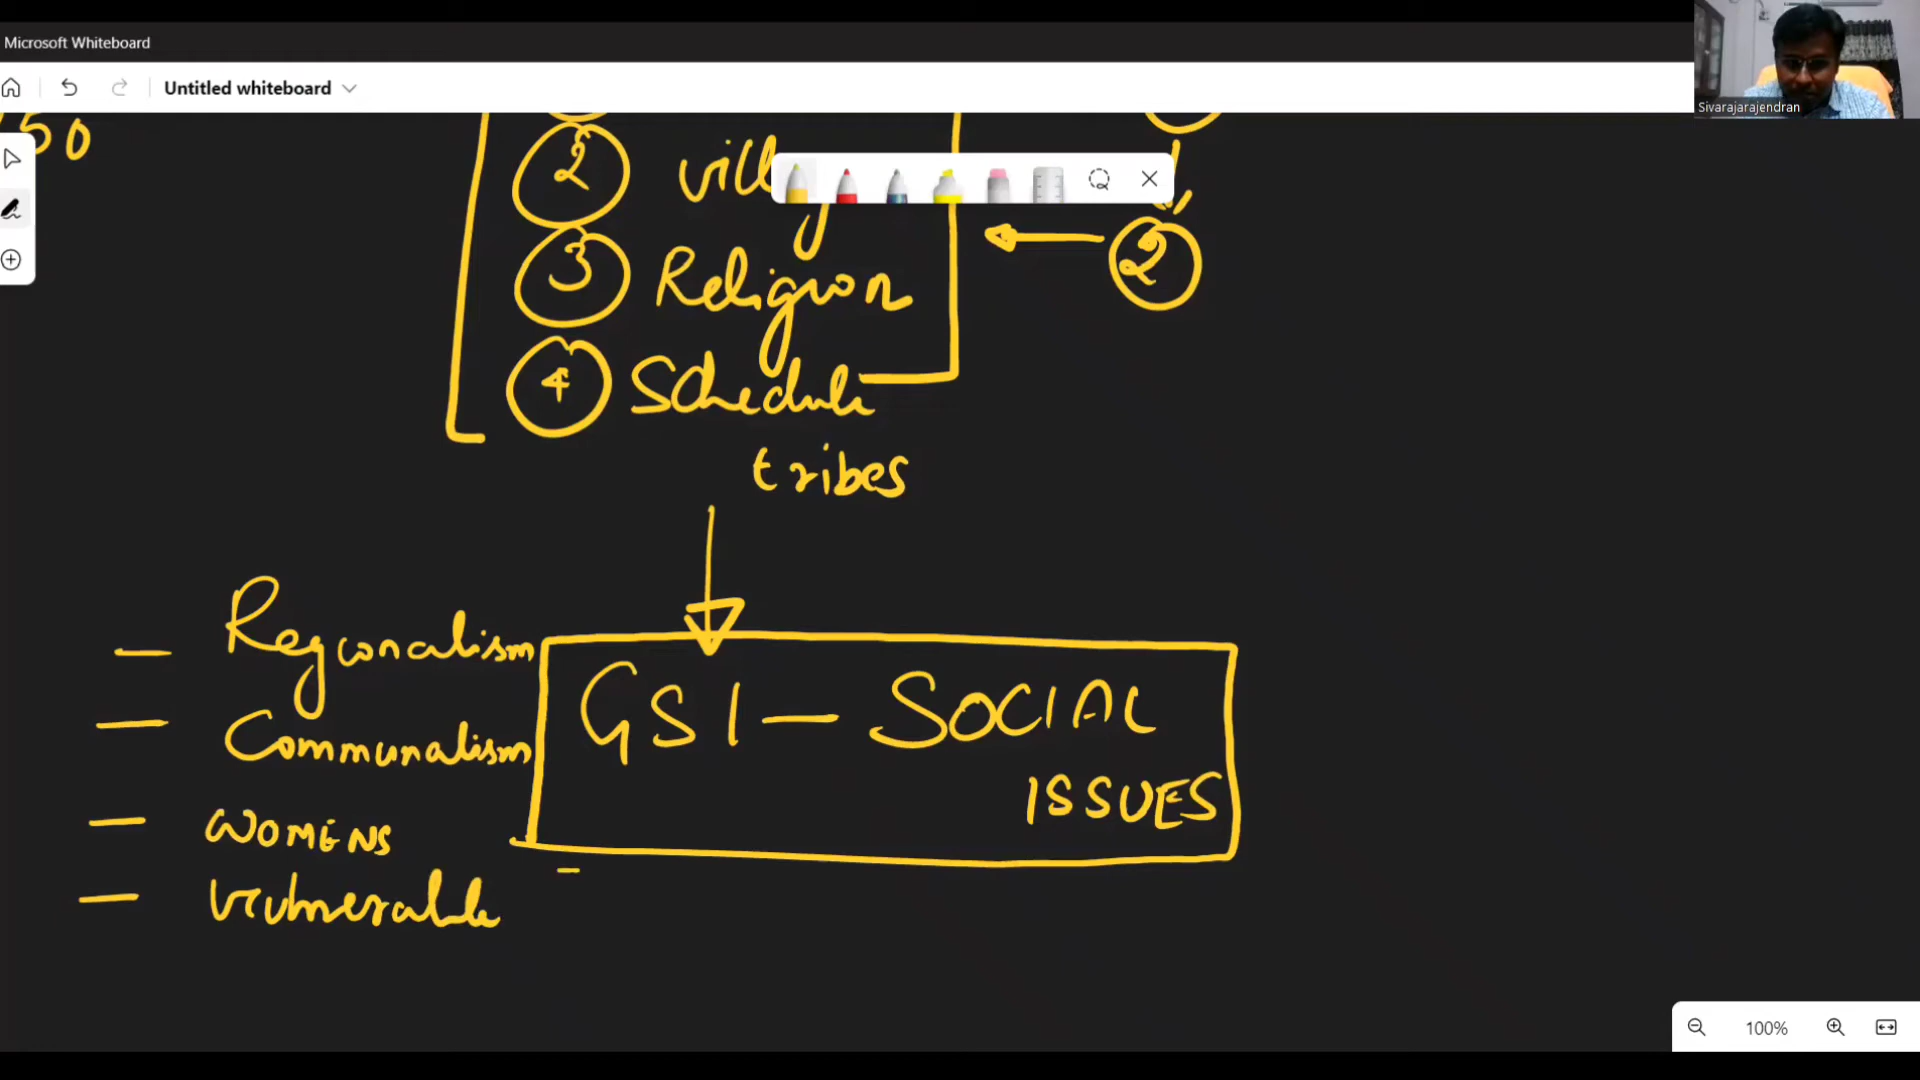 Microsoft Whiteboard
Untitled whiteboard
Sivarajarajendran
50
2 vill
3 Religion
2
4 Schedule
tribes
- Regionalism
GS1 - SOCIAL
ISSUES
- Communalism
- WOMENS
- Vulnerable
100%